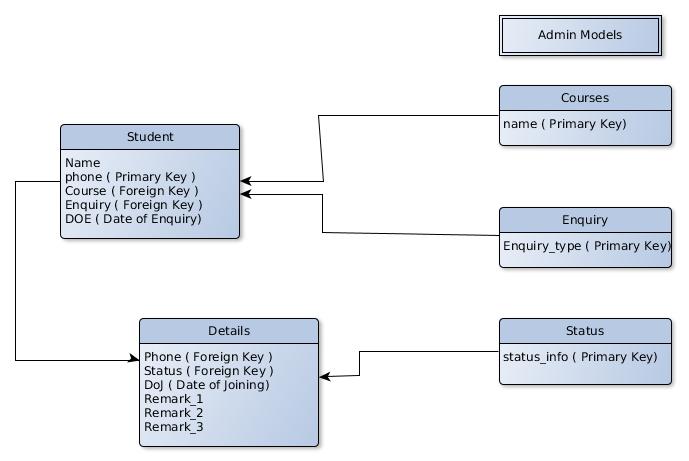 Admin Models
Courses
name ( Primary Key)
Student
Name
phone ( Primary Key )
Course ( Foreign Key )
Enquiry ( Foreign Key )
DOE ( Date of Enquiry)
Enquiry
Enquiry_type ( Primary Key)
Details
Phone ( Foreign Key )
Status ( Foreign Key )
DoJ ( Date of Joining)
Remark_1
Remark_2
Remark_3
Status
status_info ( Primary Key)